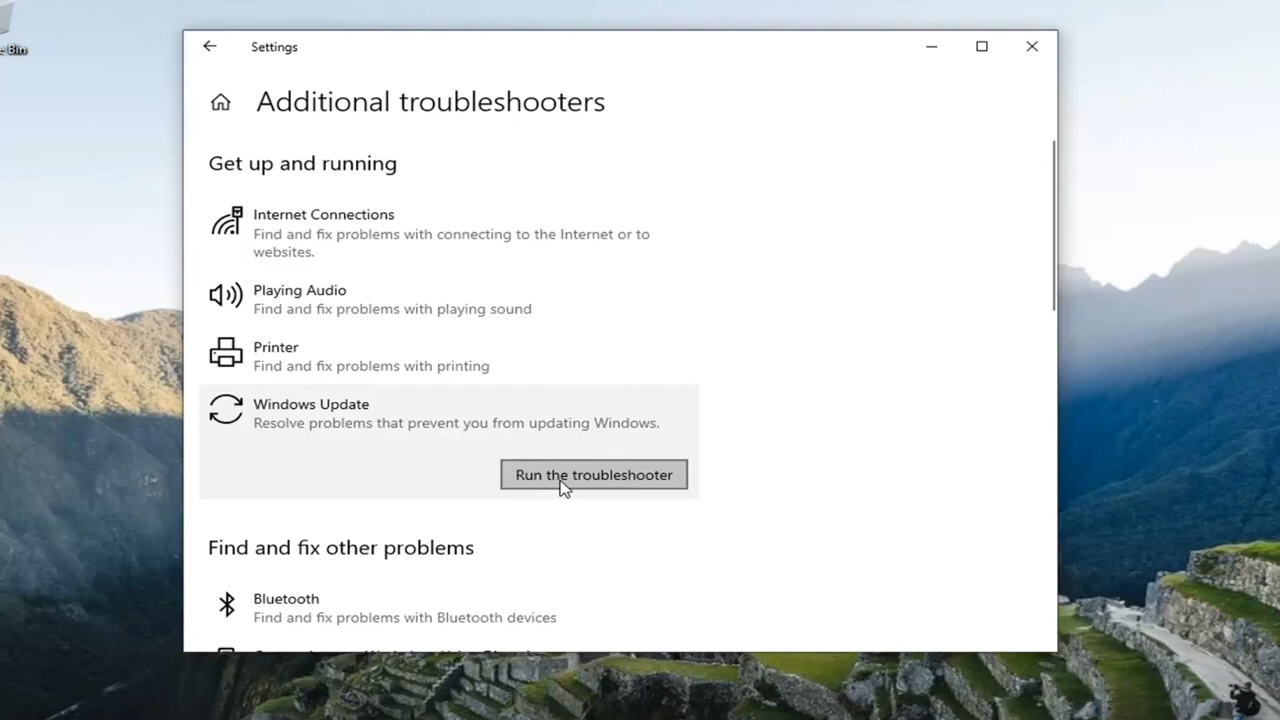 e Bin
Settings
Additional troubleshooters
Get up and running
Internet Connections
Find and fix problems with connecting to the Internet or to
websites.
Playing Audio
Find and fix problems with playing sound
Printer
Find and fix problems with printing
Windows Update
Resolve problems that prevent you from updating Windows.
Run the troubleshooter
Find and fix other problems
Bluetooth
Find and fix problems with Bluetooth devices